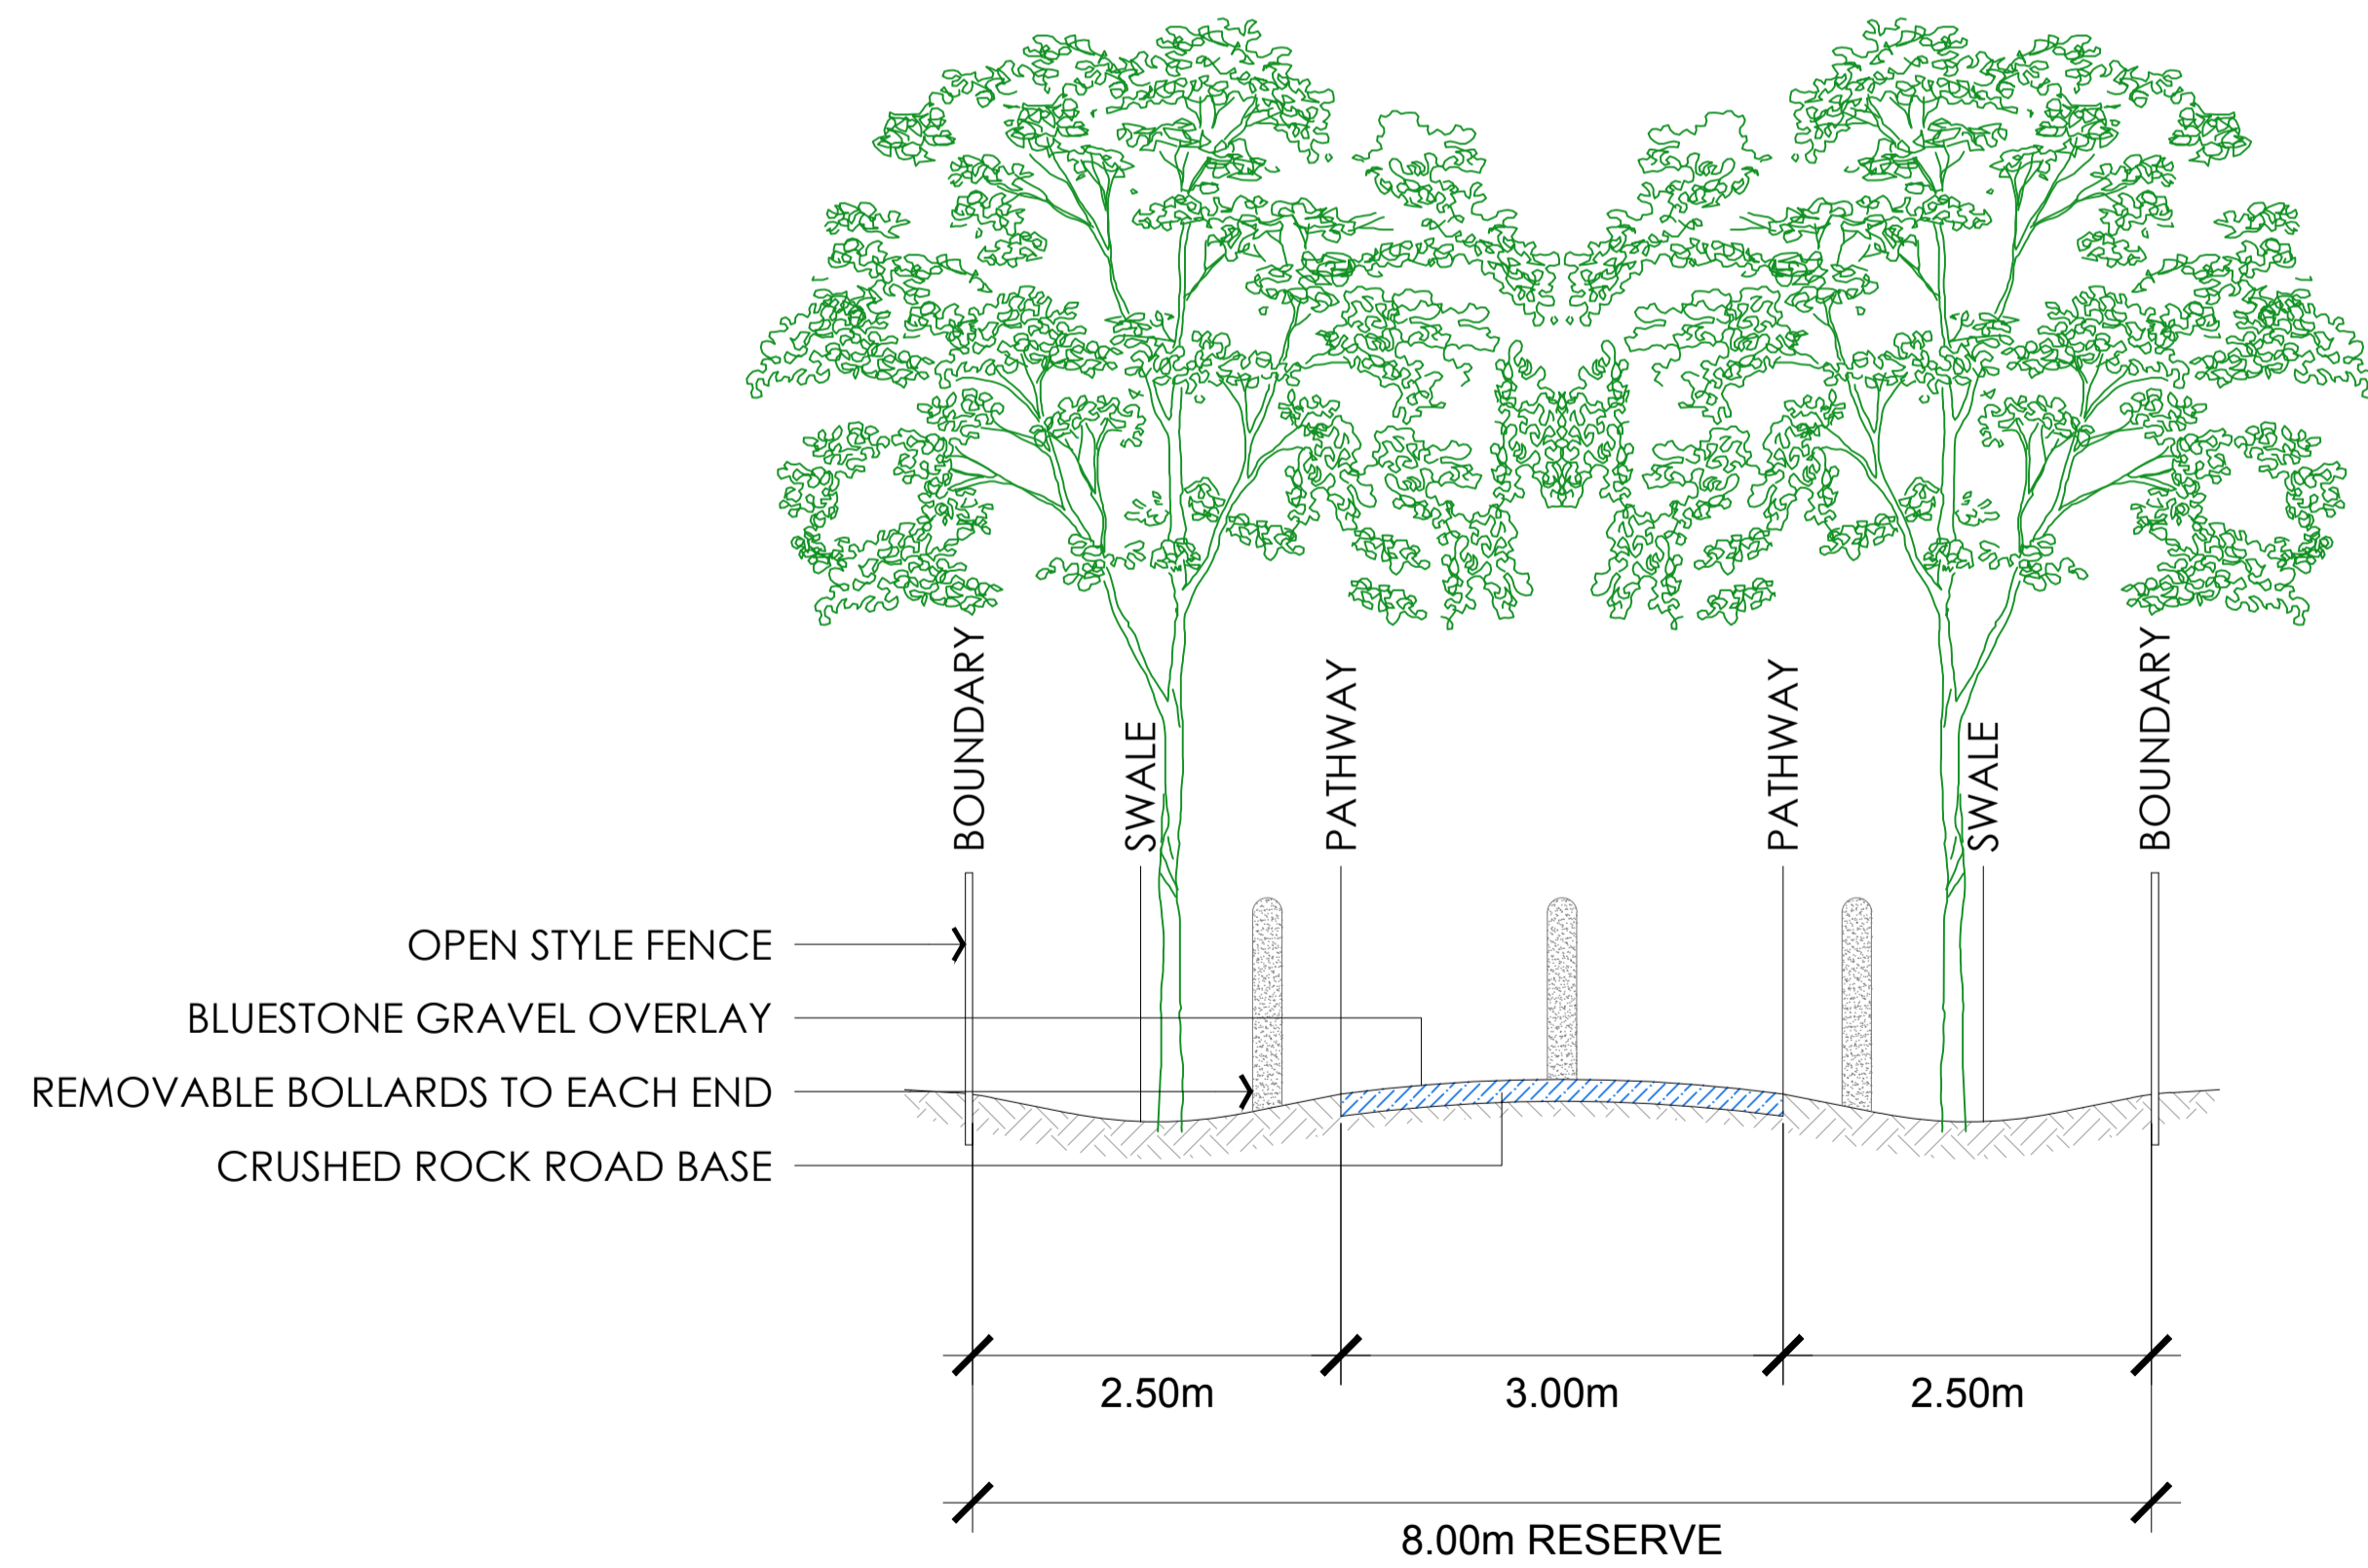 BOUNDARY
SWALE
PATHWAY
PATHWAY
SWALE
BOUNDARY
OPEN STYLE FENCE
BLUESTONE GRAVEL OVERLAY
REMOVABLE BOLLARDS TO EACH END
CRUSHED ROCK ROAD BASE
2.50m
3.00m
2.50m
8.00m RESERVE